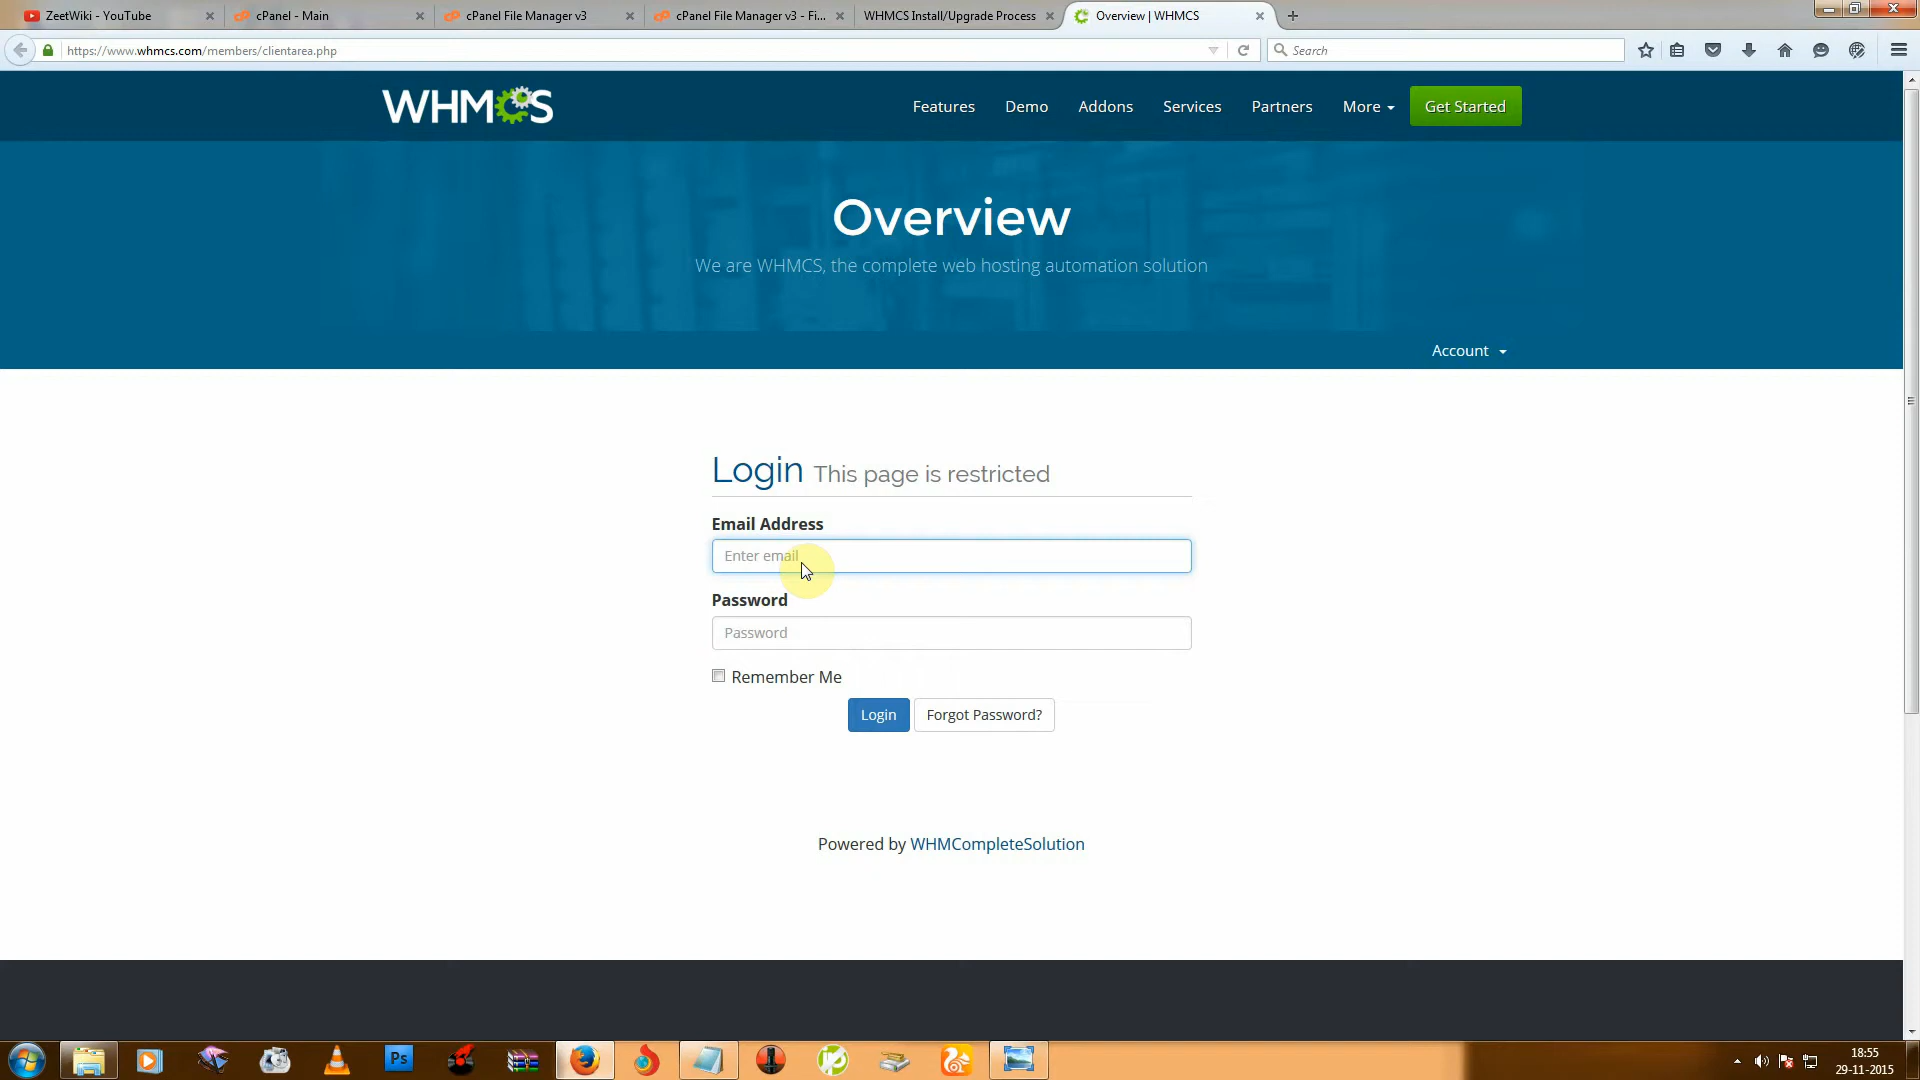 ZeetWiki - YouTube
cPanel - Main
cPanel File Manager v3
cPanel File Manager v3 - Fi...
WHMCS Install/Upgrade Process
Overview | WHMCS
https://www.whmcs.com/members/clientarea.php
Search
WHMCS
Features
Demo
Addons
Services
Partners
More
Get Started
Overview
We are WHMCS, the complete web hosting automation solution
Account
Login This page is restricted
Email Address
Enter email
Password
Password
Remember Me
Login
Forgot Password?
Powered by WHMCompleteSolution
Ps
18:55
29-11-2015